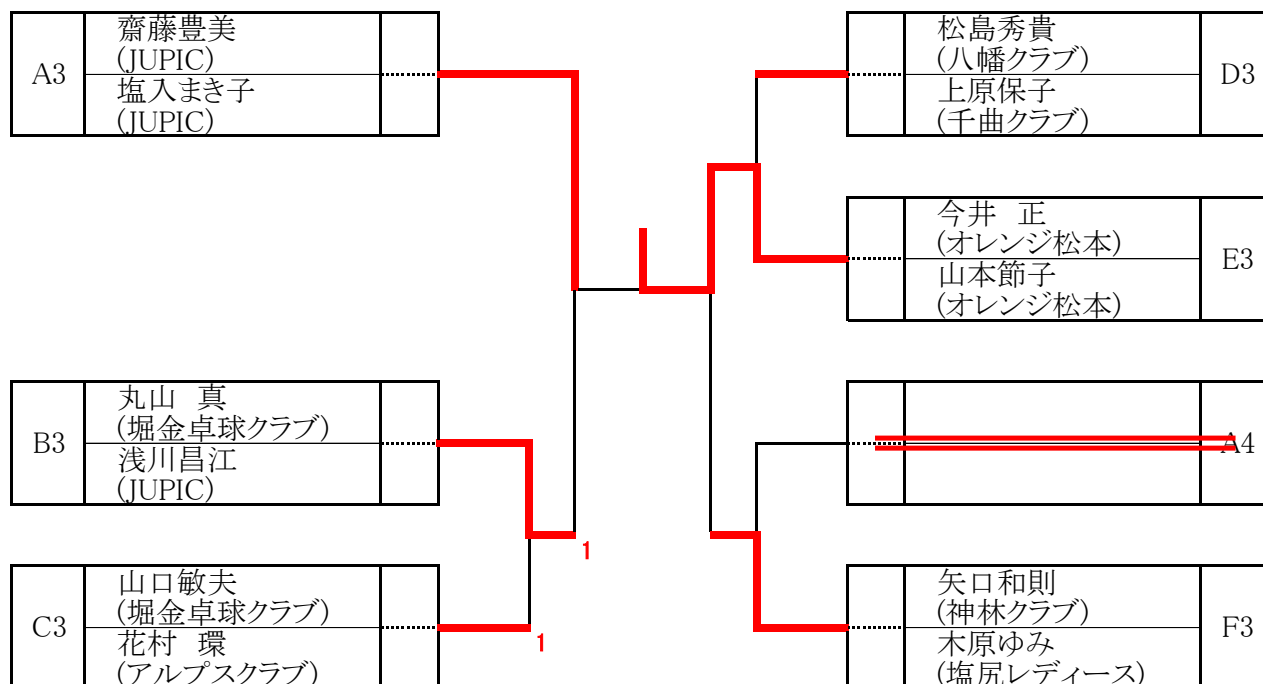 A3
齋藤豊美
(JUPIC)
塩入まき子
(JUPIC)
B3
丸山 真
(堀金卓球クラブ)
浅川昌江
(JUPIC)
1
C3
山口敏夫
(堀金卓球クラブ)
花村 環
(アルプスクラブ)
1
松島秀貴
(八幡クラブ)
上原保子
(千曲クラブ)
D3
今井 正
(オレンジ松本)
山本節子
(オレンジ松本)
E3
A4
矢口和則
(神林クラブ)
木原ゆみ
(塩尻レディース)
F3